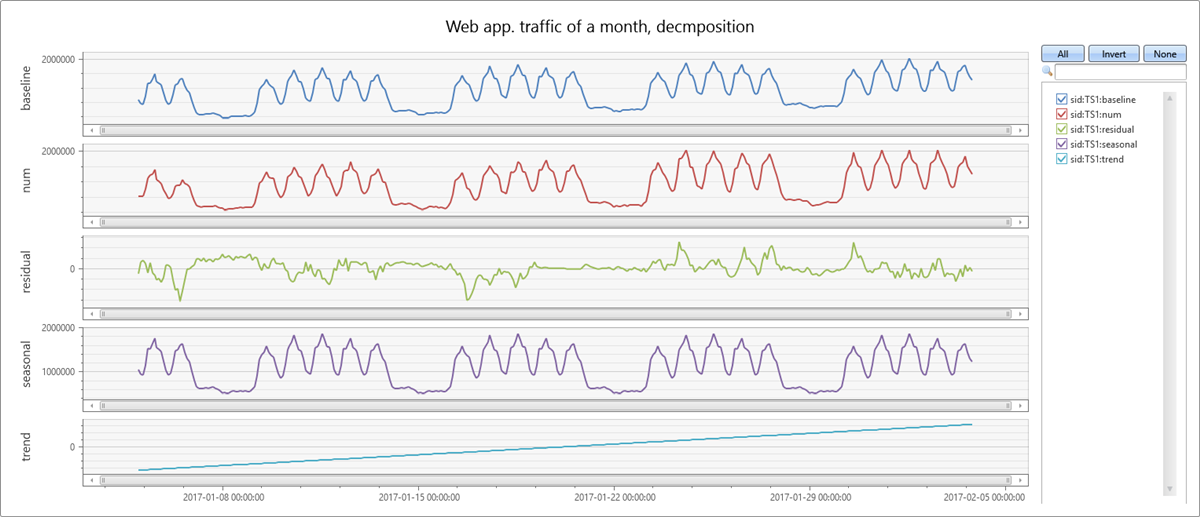 Web app. traffic of a month, decmposition
All Invert None
baseline
2000000
num
2000000
residual
0
seasonal
2000000
1000000
trend
0
2017-01-08 00:00:00 2017-01-15 00:00:00 2017-01-22 00:00:00 2017-01-29 00:00:00 2017-02-05 00:00:00
sid:TS1:baseline
sid:TS1:num
sid:TS1:residual
sid:TS1:seasonal
sid:TS1:trend